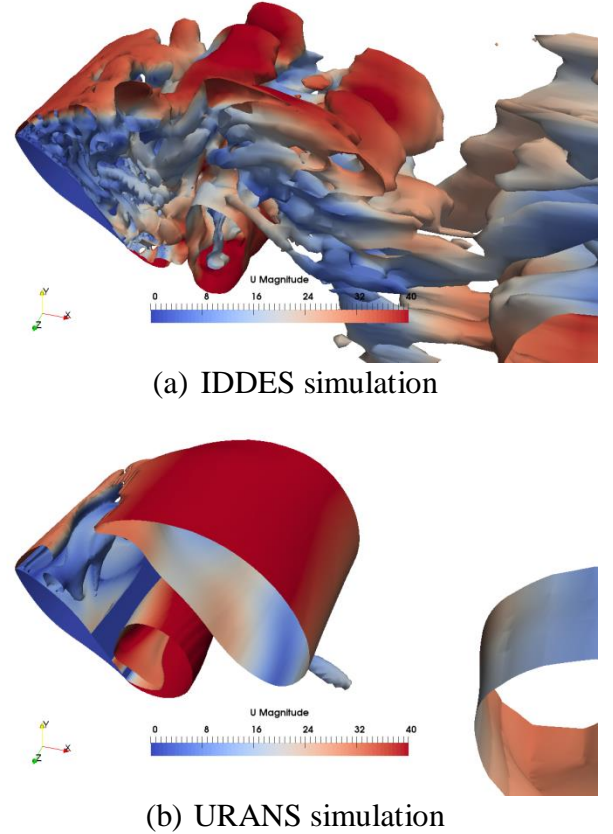 U Magnitude
0 8 16 24 32 40
Y
X
Z
(a) IDDES simulation
U Magnitude
0 8 16 24 32 40
Y
X
Z
(b) URANS simulation